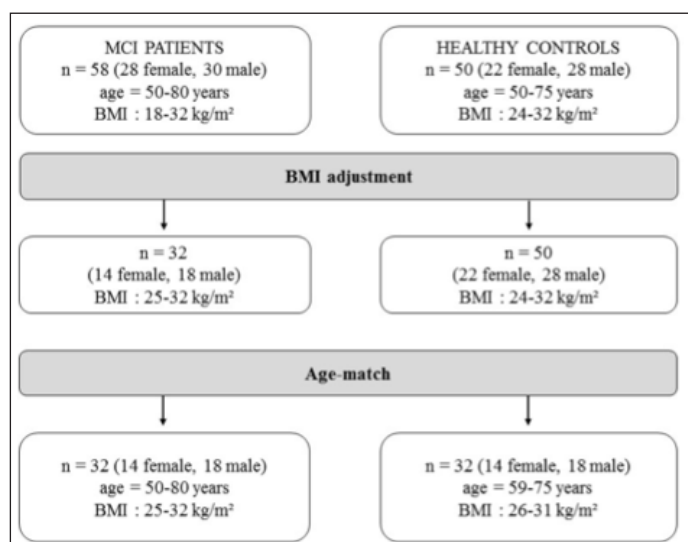 MCI PATIENTS
n = 58 (28 female, 30 male)
age = 50-80 years
BMI : 18-32 kg/m²
HEALTHY CONTROLS
n = 50 (22 female, 28 male)
age = 50-75 years
BMI : 24-32 kg/m²
BMI adjustment
n = 32
(14 female, 18 male)
BMI : 25-32 kg/m²
n = 50
(22 female, 28 male)
BMI : 24-32 kg/m²
Age-match
n = 32 (14 female, 18 male)
age = 50-80 years
BMI : 25-32 kg/m²
n = 32 (14 female, 18 male)
age = 59-75 years
BMI : 26-31 kg/m²